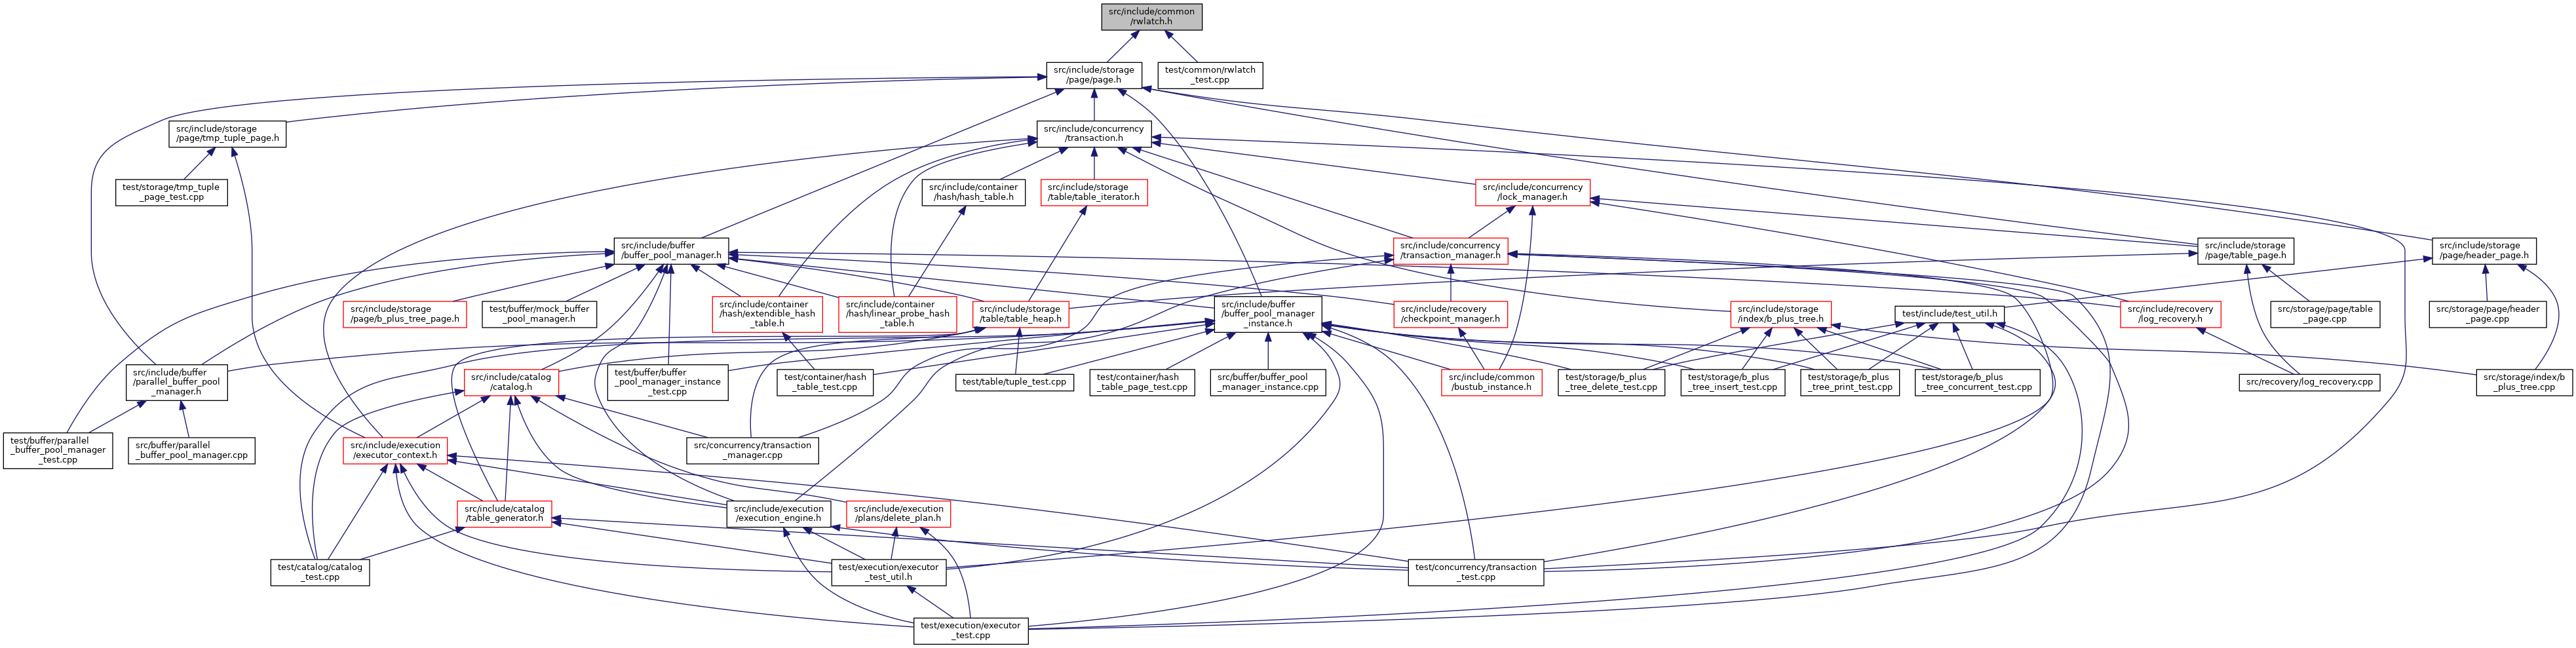 src/include/common
/rwlatch.h
src/include/storage
/page/page.h
test/common/rwlatch
_test.cpp
src/include/storage
/page/tmp_tuple_page.h
src/include/concurrency
/transaction.h
test/storage/tmp_tuple
_page_test.cpp
src/include/container
/hash/hash_table.h
src/include/storage
/table/table_iterator.h
src/include/concurrency
/lock_manager.h
src/include/buffer
/buffer_pool_manager.h
src/include/concurrency
/transaction_manager.h
src/include/storage
/page/table_page.h
src/include/storage
/page/header_page.h
src/include/storage
/page/b_plus_tree_page.h
test/buffer/mock_buffer
_pool_manager.h
src/include/container
/hash/extendible_hash
_table.h
src/include/container
/hash/linear_probe_hash
_table.h
src/include/storage
/table/table_heap.h
src/include/buffer
/buffer_pool_manager
_instance.h
src/include/recovery
/checkpoint_manager.h
src/include/storage
/index/b_plus_tree.h
test/include/test_util.h
src/include/recovery
/log_recovery.h
src/storage/page/table
_page.cpp
src/storage/page/header
_page.cpp
src/include/buffer
/parallel_buffer_pool
_manager.h
src/include/catalog
/catalog.h
test/buffer/buffer
_pool_manager_instance
_test.cpp
test/container/hash
_table_test.cpp
test/table/tuple_test.cpp
test/container/hash
_table_page_test.cpp
src/buffer/buffer_pool
_manager_instance.cpp
src/include/common
/bustub_instance.h
test/storage/b_plus
_tree_delete_test.cpp
test/storage/b_plus
_tree_insert_test.cpp
test/storage/b_plus
_tree_print_test.cpp
test/storage/b_plus
_tree_concurrent_test.cpp
src/recovery/log_recovery.cpp
src/storage/index/b
_plus_tree.cpp
test/buffer/parallel
_buffer_pool_manager
_test.cpp
src/buffer/parallel
_buffer_pool_manager.cpp
src/include/execution
/executor_context.h
src/concurrency/transaction
_manager.cpp
src/include/catalog
/table_generator.h
src/include/execution
/execution_engine.h
src/include/execution
/plans/delete_plan.h
test/catalog/catalog
_test.cpp
test/execution/executor
_test_util.h
test/concurrency/transaction
_test.cpp
test/execution/executor
_test.cpp